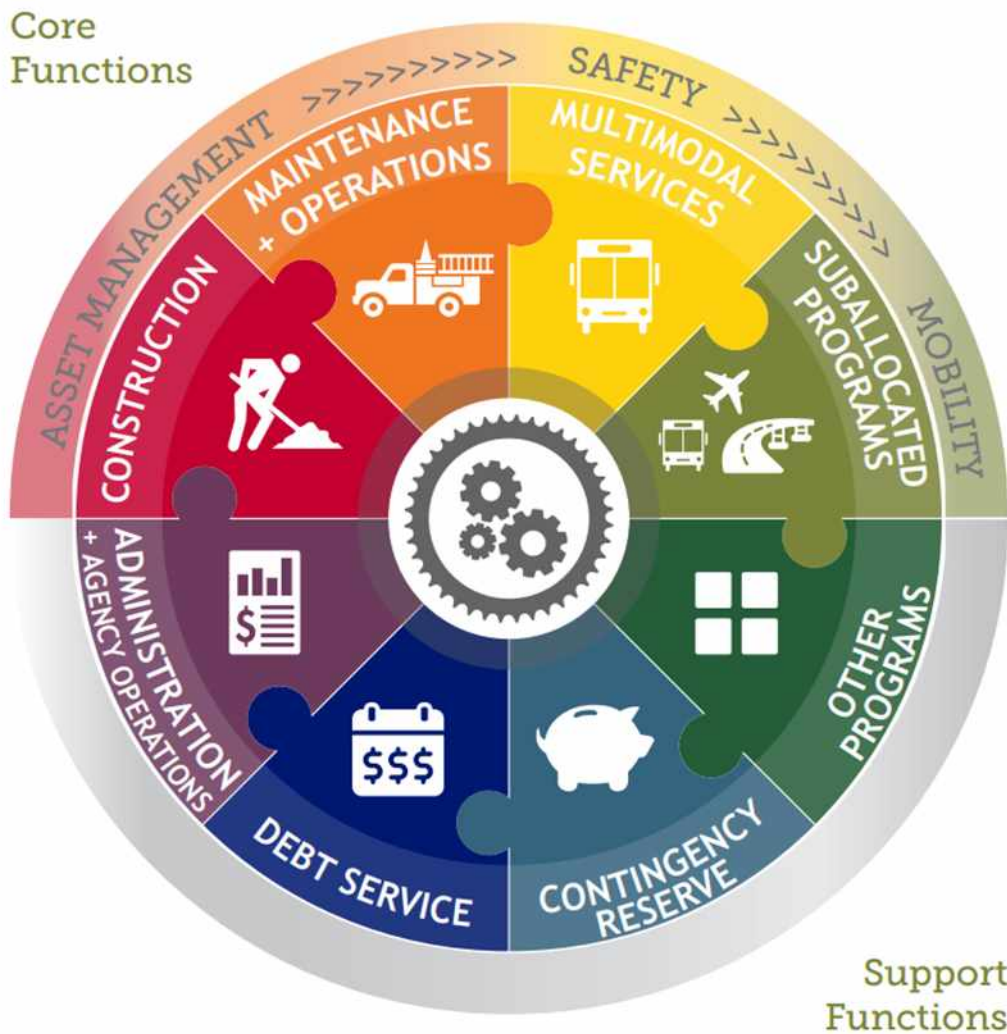 Core
Functions
ASSET MANAGEMENT >>>>>>>>>> SAFETY >>>>>>>>>> MOBILITY
CONSTRUCTION
MAINTENANCE
+ OPERATIONS
MULTIMODAL
SERVICES
SUBALLOCATED
PROGRAMS
OTHER
PROGRAMS
CONTINGENCY
RESERVE
DEBT SERVICE
$$$
ADMINISTRATION
+ AGENCY OPERATIONS
$
Support
Functions